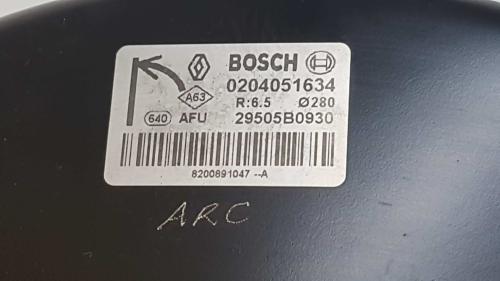 BOSCH
A63 0204051634
R:6.5 Ø280
640 AFU 29505B0930
8200891047 --A
ARC